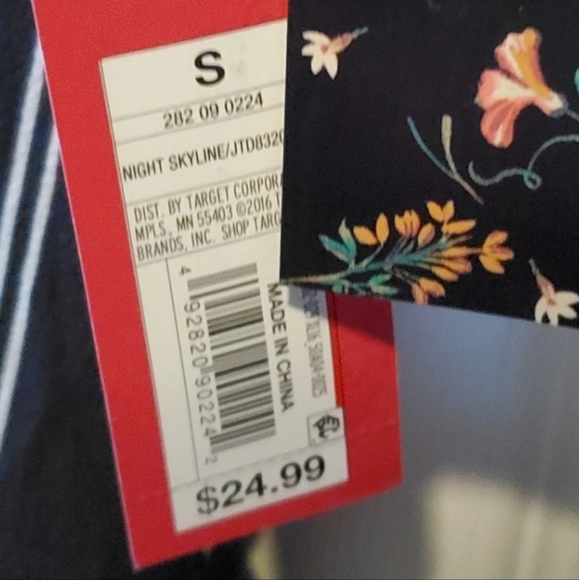 S
282 09 0224
NIGHT SKYLINE/JTD832
DIST. BY TARGET CORPOR
MPLS., MN 55403 ©2016 T
BRANDS, INC. SHOP TARG
4 92820 90224 2
MADE IN CHINA
$24.99